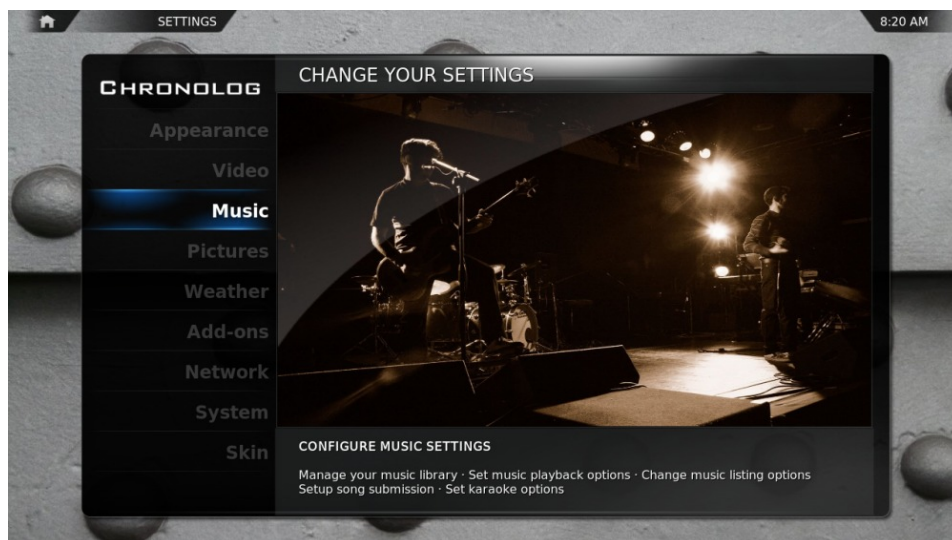 SETTINGS
8:20 AM
CHRONOLOG
CHANGE YOUR SETTINGS
Appearance
Video
Music
Pictures
Weather
Add-ons
Network
System
Skin
CONFIGURE MUSIC SETTINGS
Manage your music library · Set music playback options · Change music listing options
Setup song submission · Set karaoke options